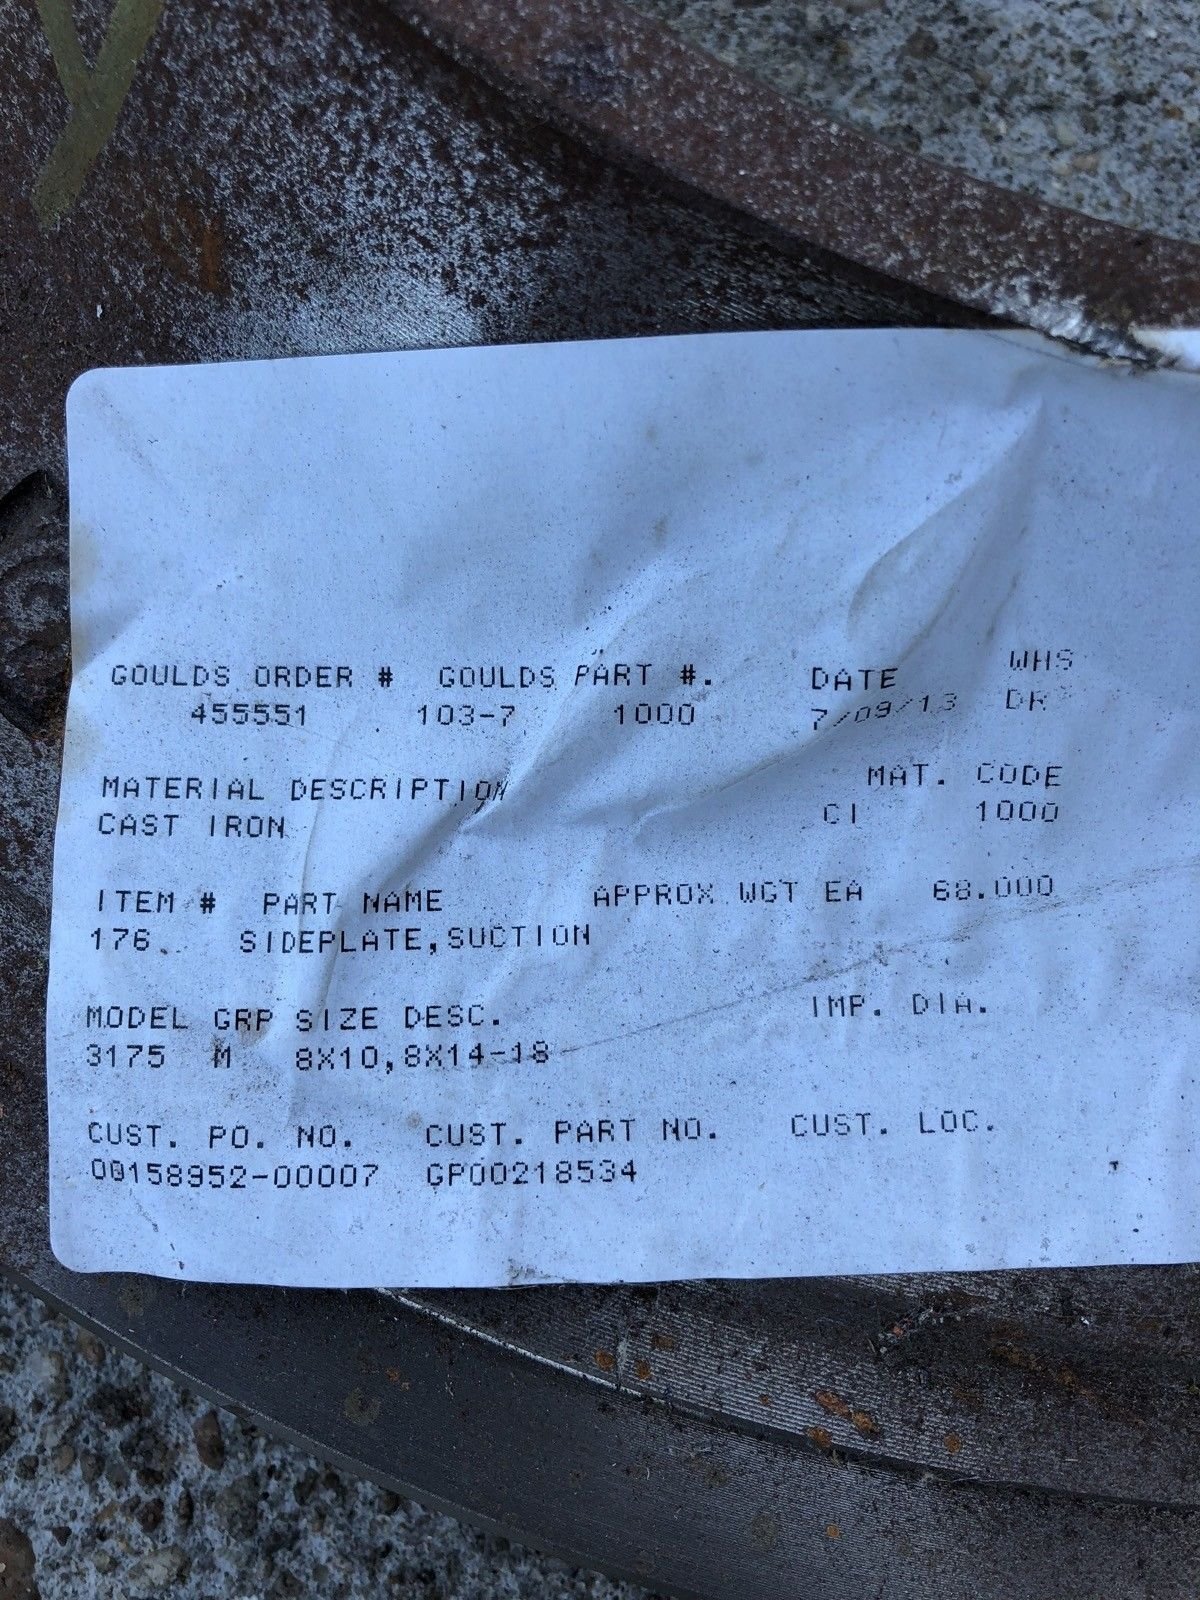 GOULDS ORDER # GOULDS PART #. DATE WHS
455551 103-7 1000 7/09/13 DR
MATERIAL DESCRIPTION MAT. CODE
CAST IRON CI 1000
ITEM # PART NAME APPROX WGT EA 68.000
176 SIDEPLATE,SUCTION
MODEL GRP SIZE DESC. IMP. DIA.
3175 M 8X10,8X14-18
CUST. PO. NO. CUST. PART NO. CUST. LOC.
00158952-00007 GP00218534